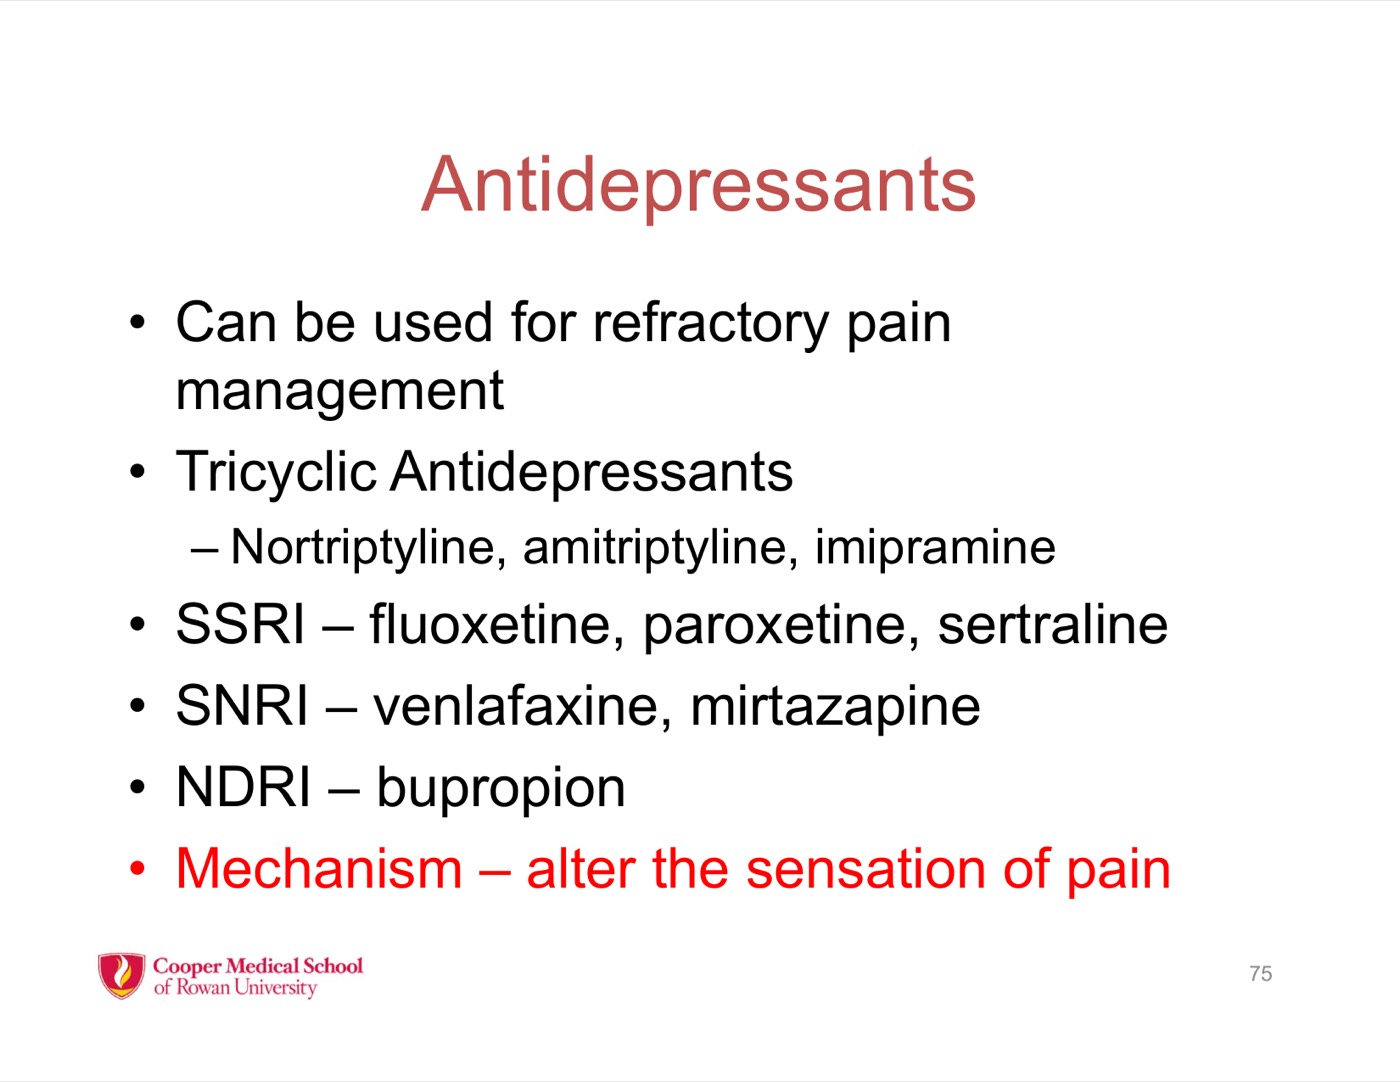 Antidepressants
• Can be used for refractory pain
management
• Tricyclic Antidepressants
– Nortriptyline, amitriptyline, imipramine
• SSRI – fluoxetine, paroxetine, sertraline
• SNRI – venlafaxine, mirtazapine
• NDRI – bupropion
• Mechanism – alter the sensation of pain
Cooper Medical School
of Rowan University
75